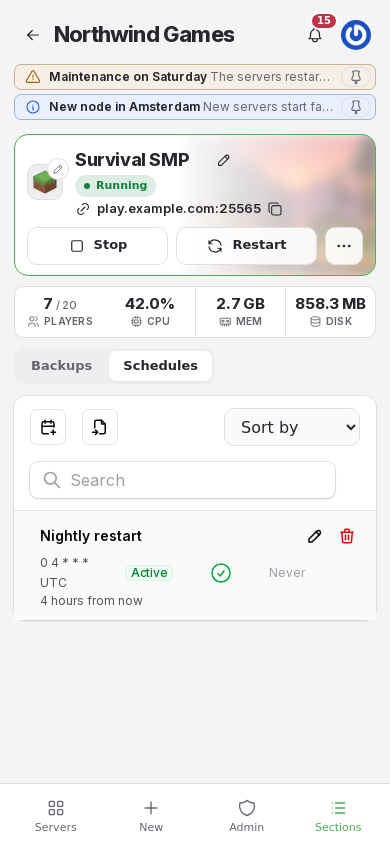 Northwind Games
15
Maintenance on Saturday The servers restar...
New node in Amsterdam New servers start fa...
Survival SMP
Running
play.example.com:25565
Stop
Restart
7 / 20
PLAYERS
42.0%
CPU
2.7 GB
MEM
858.3 MB
DISK
Backups
Schedules
Sort by
Search
Nightly restart
0 4 * * *
UTC
4 hours from now
Active
Never
Servers
New
Admin
Sections